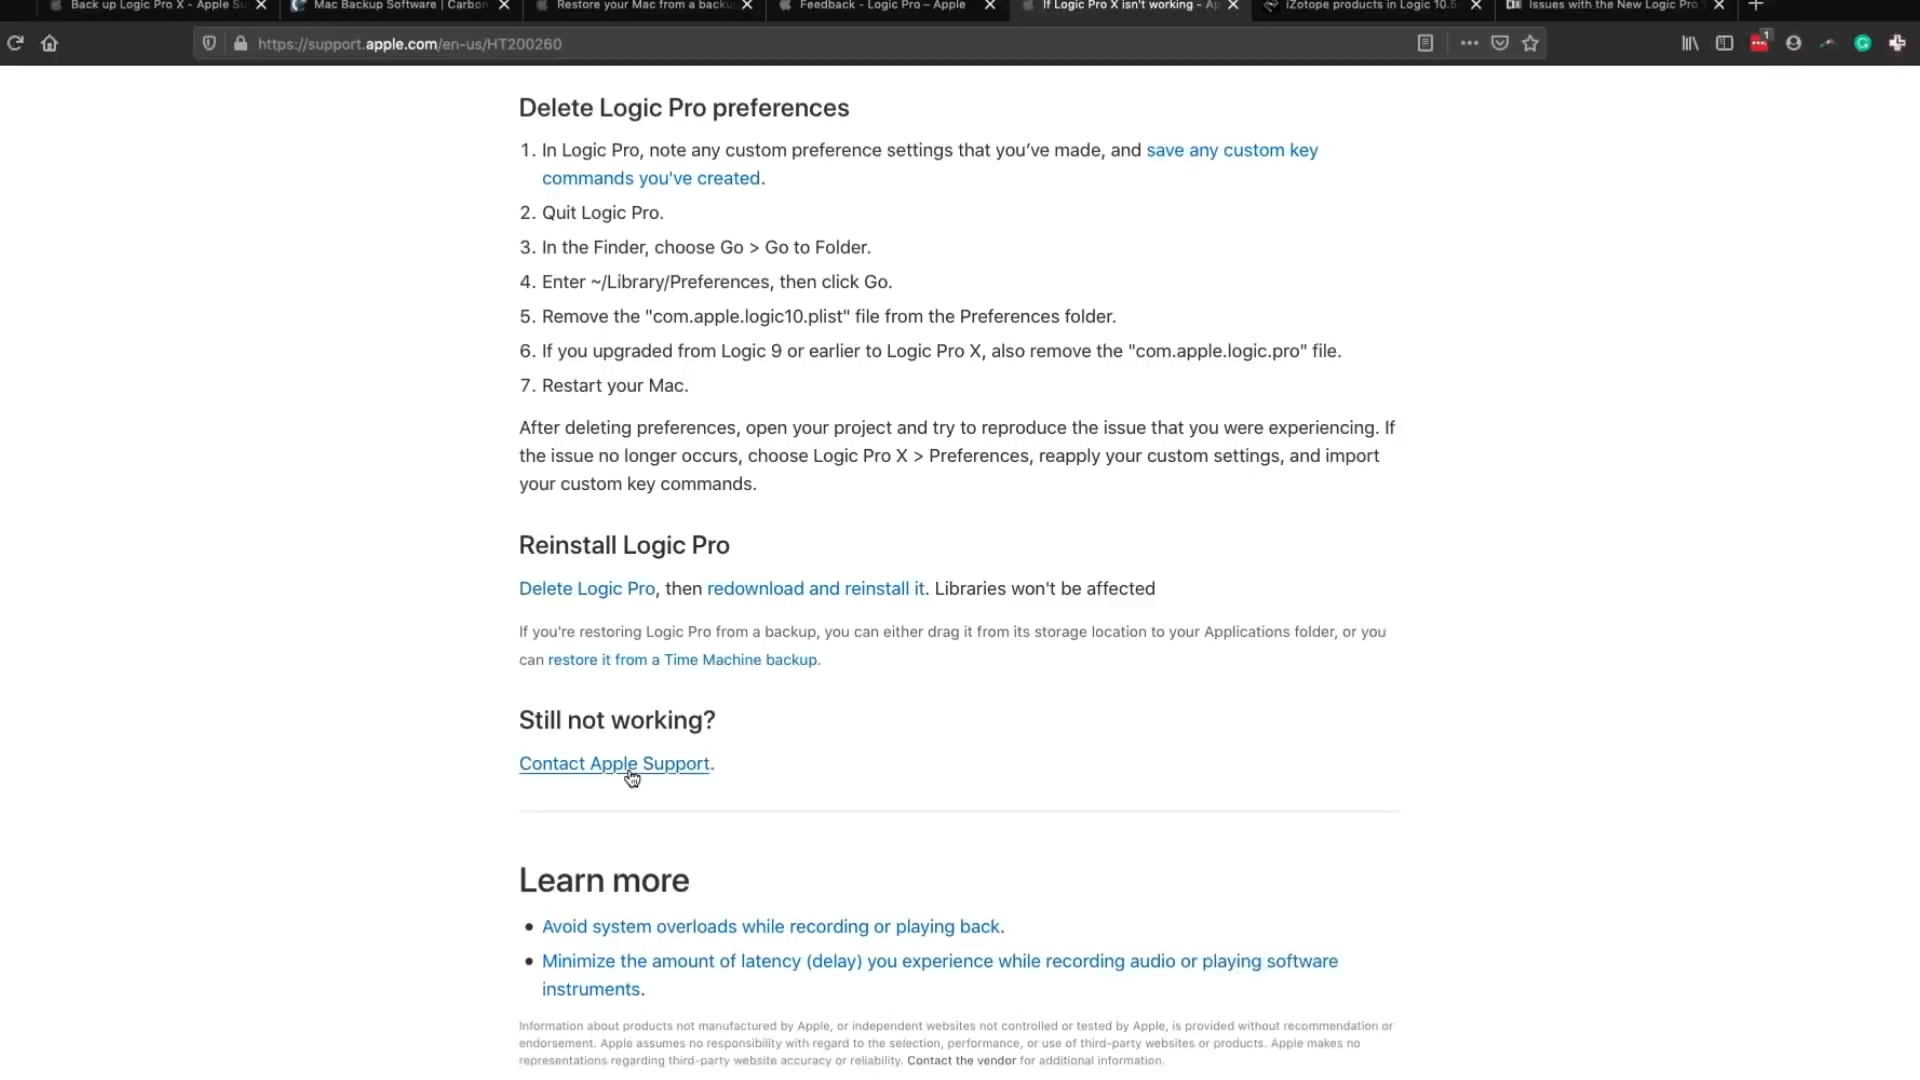 Back up Logic Pro X - Apple Su
Mac Backup Software | Carbon
Restore your Mac from a backu
Feedback - Logic Pro – Apple
If Logic Pro X isn't working - Ap
iZotope products in Logic 10.5
Issues with the New Logic Pro
https://support.apple.com/en-us/HT200260
1
Delete Logic Pro preferences
1. In Logic Pro, note any custom preference settings that you've made, and save any custom key
commands you've created.
2. Quit Logic Pro.
3. In the Finder, choose Go > Go to Folder.
4. Enter ~/Library/Preferences, then click Go.
5. Remove the "com.apple.logic10.plist" file from the Preferences folder.
6. If you upgraded from Logic 9 or earlier to Logic Pro X, also remove the "com.apple.logic.pro" file.
7. Restart your Mac.
After deleting preferences, open your project and try to reproduce the issue that you were experiencing. If
the issue no longer occurs, choose Logic Pro X > Preferences, reapply your custom settings, and import
your custom key commands.
Reinstall Logic Pro
Delete Logic Pro, then redownload and reinstall it. Libraries won't be affected
If you're restoring Logic Pro from a backup, you can either drag it from its storage location to your Applications folder, or you
can restore it from a Time Machine backup.
Still not working?
Contact Apple Support.
Learn more
• Avoid system overloads while recording or playing back.
• Minimize the amount of latency (delay) you experience while recording audio or playing software
instruments.
Information about products not manufactured by Apple, or independent websites not controlled or tested by Apple, is provided without recommendation or
endorsement. Apple assumes no responsibility with regard to the selection, performance, or use of third-party websites or products. Apple makes no
representations regarding third-party website accuracy or reliability. Contact the vendor for additional information.